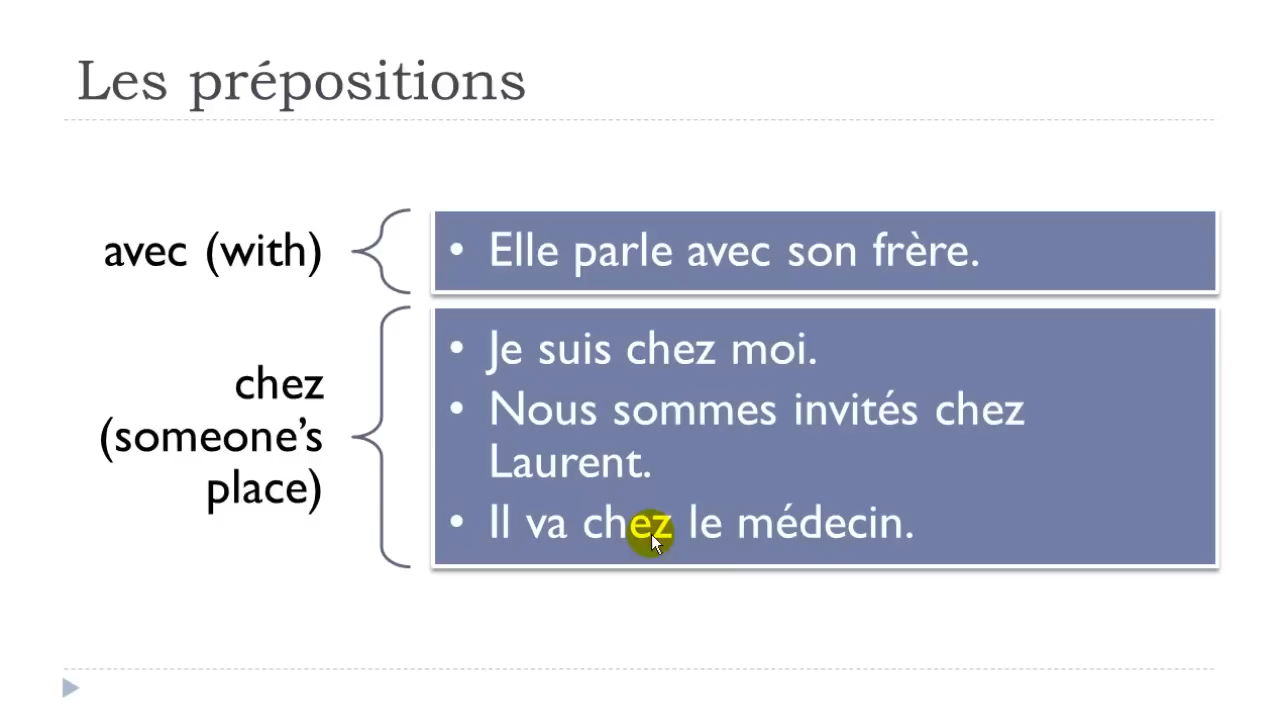 Les prépositions
avec (with)
• Elle parle avec son frère.
chez
(someone’s
place)
• Je suis chez moi.
• Nous sommes invités chez
Laurent.
• Il va chez le médecin.